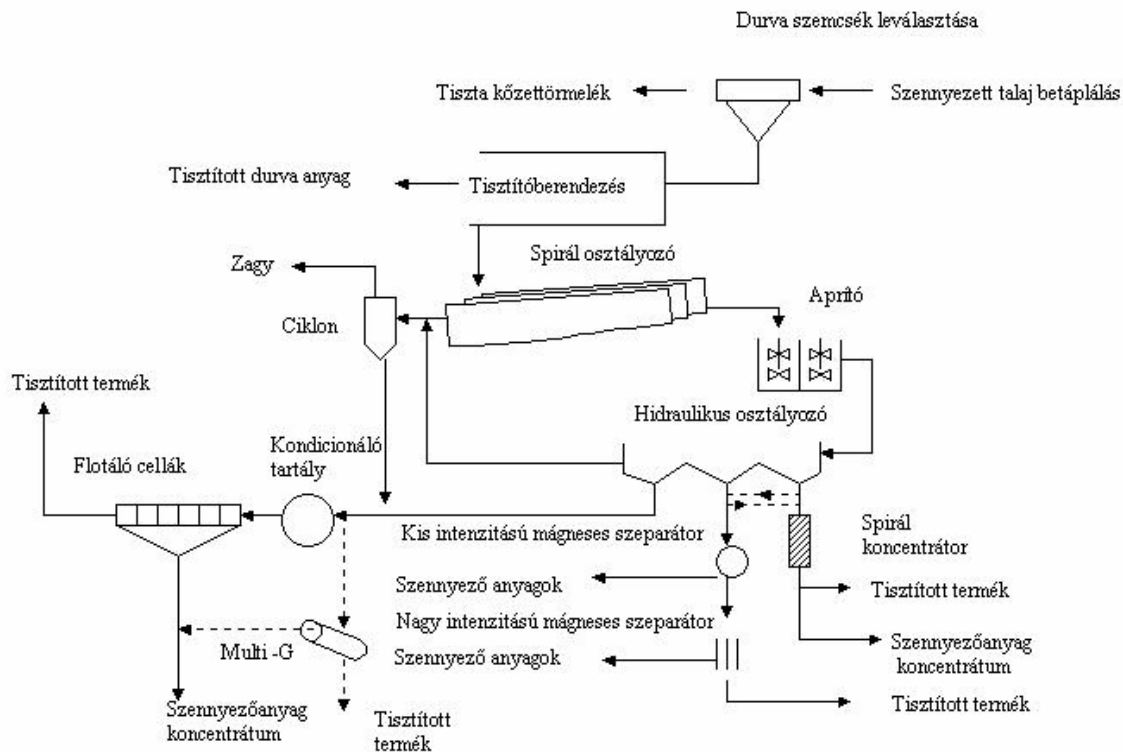 Durva szemcsék leválasztása
Tiszta kőzettörmelék
Szennyezett talaj betáplálás
Tisztított durva anyag
Tisztítóberendezés
Spirál osztályozó
Zagy
Aprító
Ciklon
Tisztított termék
Hidraulikus osztályozó
Kondicionáló
tartály
Flotáló cellák
Kis intenzitású mágneses szeparátor
Spirál
koncentrátor
Szennyező anyagok
Tisztított termék
Nagy intenzitású mágneses szeparátor
Multi -G
Szennyező anyagok
Szennyezőanyag
koncentrátum
Tisztított termék
Szennyezőanyag
koncentrátum
Tisztított
termék